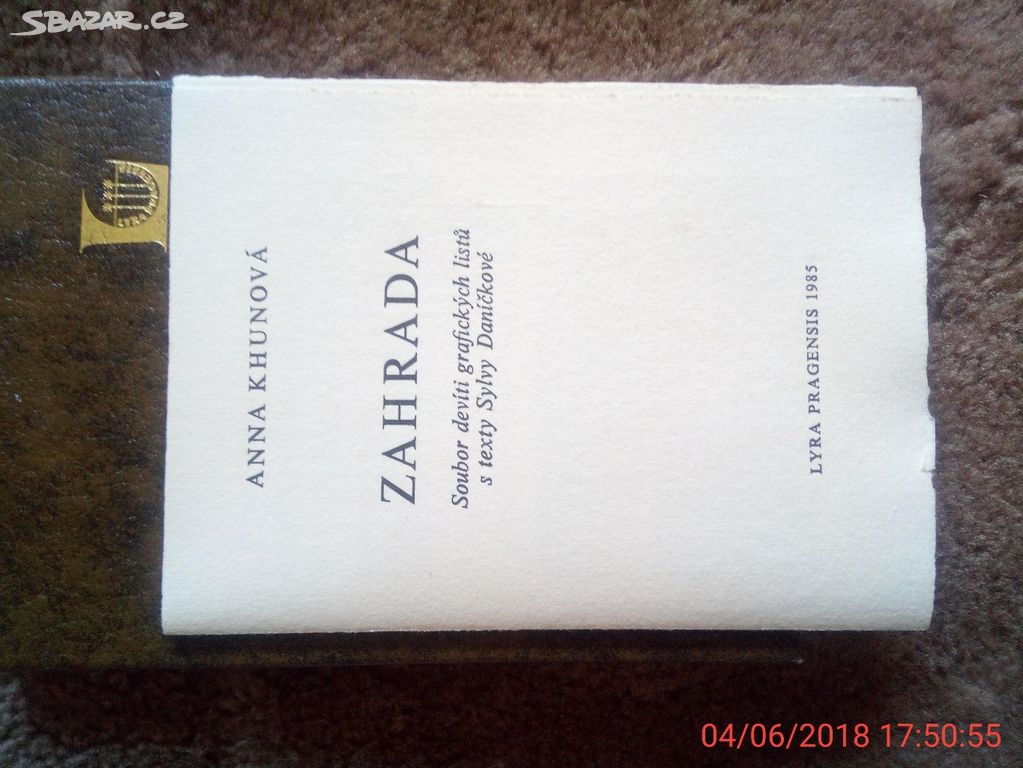 SBAZAR.CZ
ANNA KHUNOVÁ
ZAHRADA
Soubor devíti grafických listů
s texty Sylvy Daníčkové
LYRA PRAGENSIS 1985
04/06/2018 17:50:55